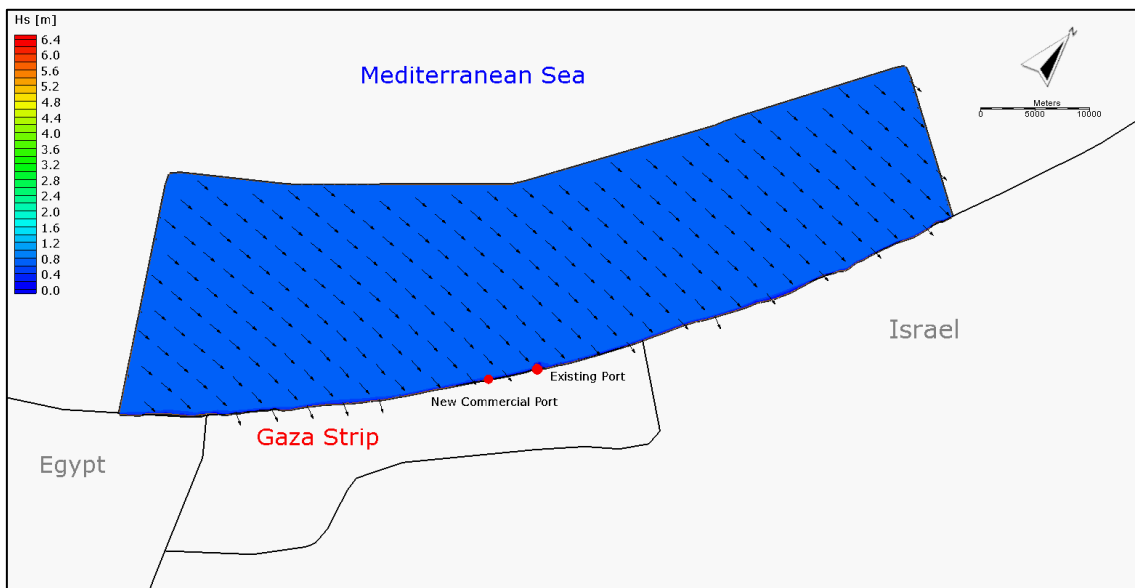 Hs [m]
6.4
6.0
5.6
5.2
4.8
4.4
4.0
3.6
3.2
2.8
2.4
2.0
1.6
1.2
0.8
0.4
0.0
Mediterranean Sea
N
Meters
0 5000 10000
Israel
Existing Port
New Commercial Port
Gaza Strip
Egypt